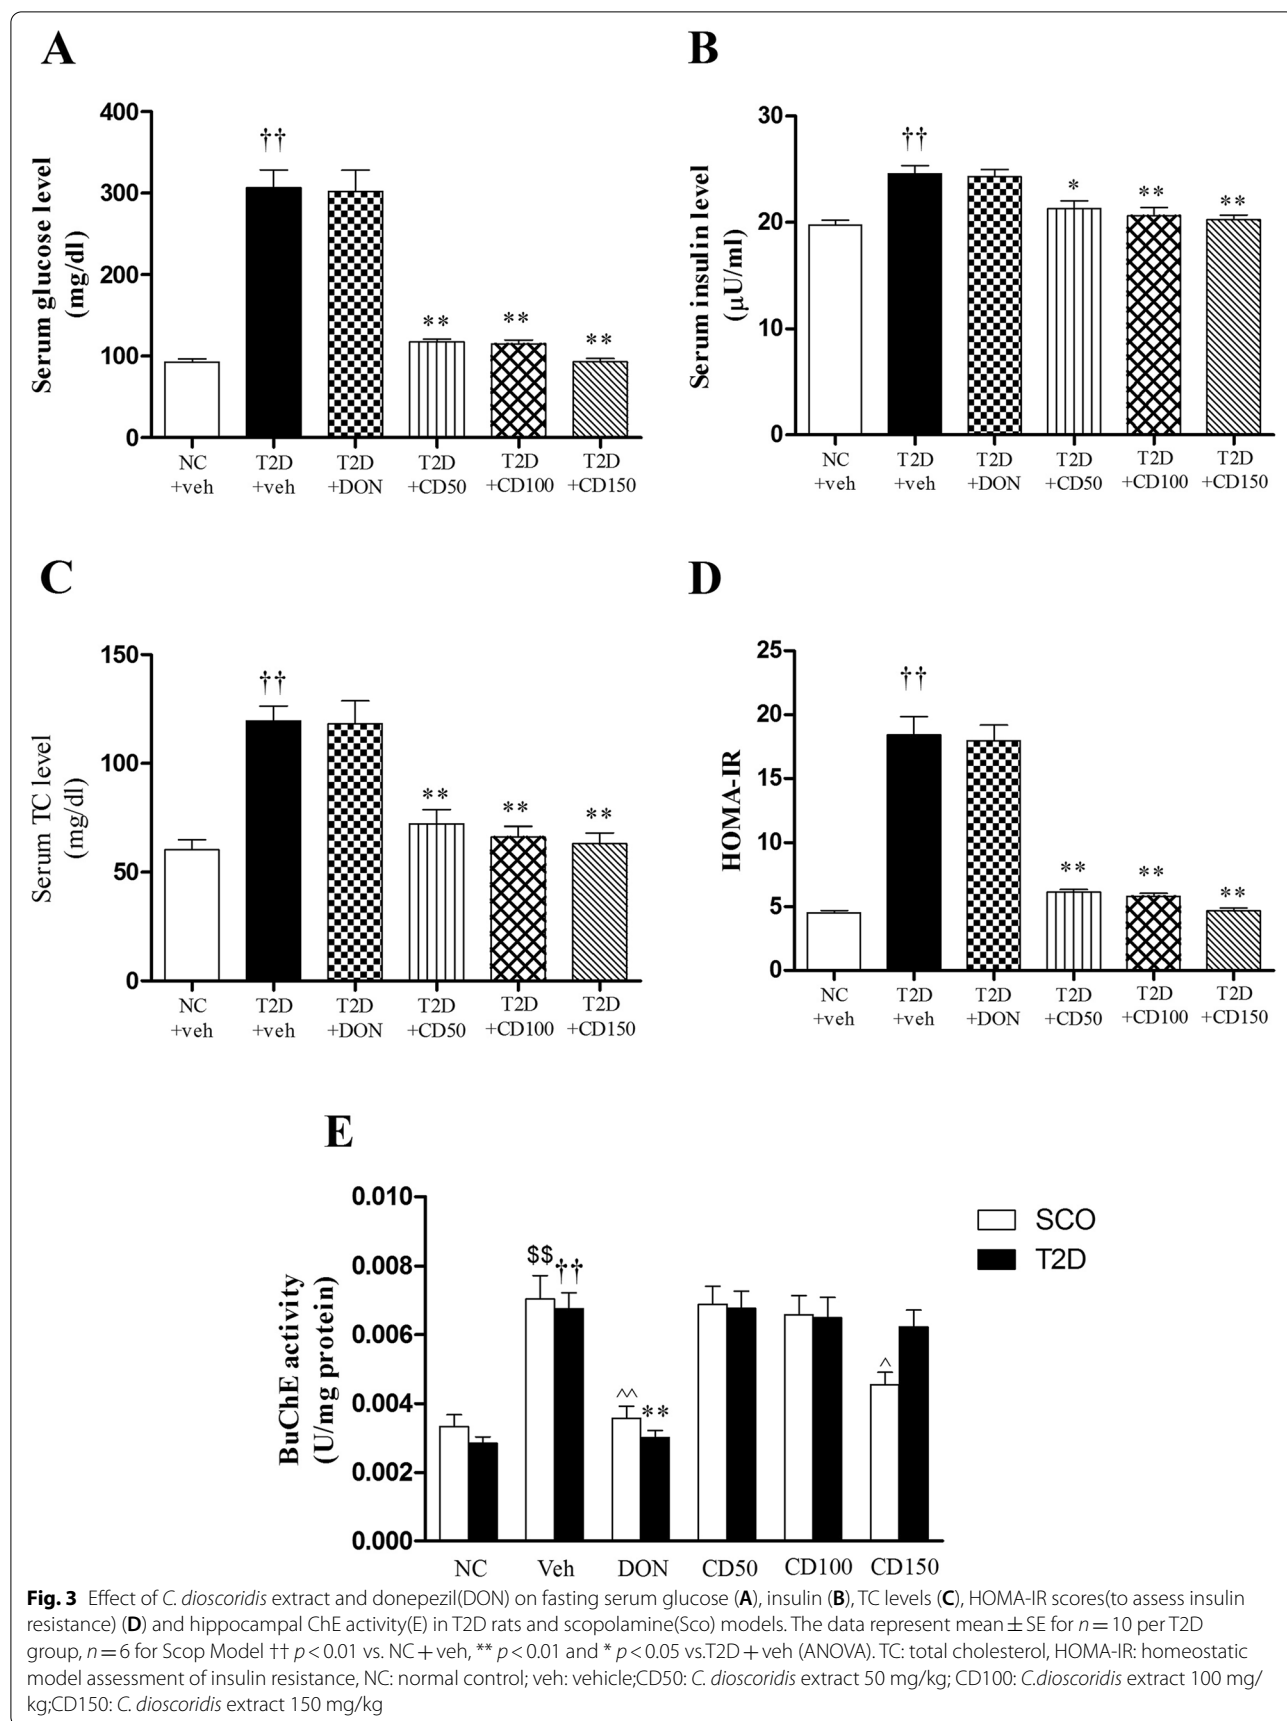 A
Serum glucose level
(mg/dl)
400
300
200
100
0
††
**
**
**
NC
+veh
T2D
+veh
T2D
+DON
T2D
+CD50
T2D
+CD100
T2D
+CD150
B
Serum insulin level
(µU/ml)
30
20
10
0
††
*
**
**
NC
+veh
T2D
+veh
T2D
+DON
T2D
+CD50
T2D
+CD100
T2D
+CD150
C
Serum TC level
(mg/dl)
150
100
50
0
††
**
**
**
NC
+veh
T2D
+veh
T2D
+DON
T2D
+CD50
T2D
+CD100
T2D
+CD150
D
HOMA-IR
25
20
15
10
5
0
††
**
**
**
NC
+veh
T2D
+veh
T2D
+DON
T2D
+CD50
T2D
+CD100
T2D
+CD150
E
BuChE activity
(U/mg protein)
0.010
0.008
0.006
0.004
0.002
0.000
$$
††
^^
**
^
NC Veh DON CD50 CD100 CD150
SCO
T2D
Fig. 3 Effect of C. dioscoridis extract and donepezil(DON) on fasting serum glucose (A), insulin (B), TC levels (C), HOMA-IR scores(to assess insulin
resistance) (D) and hippocampal ChE activity(E) in T2D rats and scopolamine(Sco) models. The data represent mean ± SE for n = 10 per T2D
group, n = 6 for Scop Model †† p < 0.01 vs. NC + veh, ** p < 0.01 and * p < 0.05 vs.T2D + veh (ANOVA). TC: total cholesterol, HOMA-IR: homeostatic
model assessment of insulin resistance, NC: normal control; veh: vehicle;CD50: C. dioscoridis extract 50 mg/kg; CD100: C.dioscoridis extract 100 mg/
kg;CD150: C. dioscoridis extract 150 mg/kg